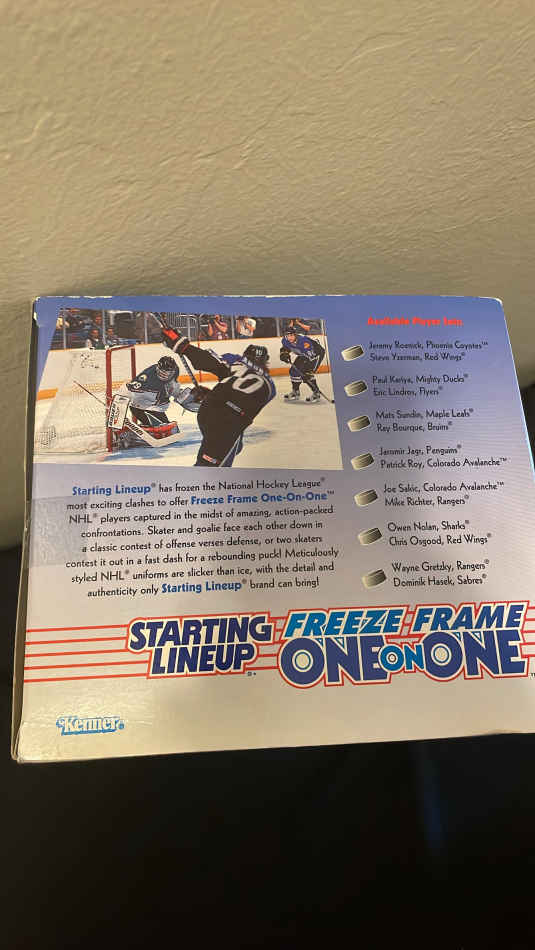 Available Player Sets:
Jeremy Roenick, Phoenix Coyotes™
Steve Yzerman, Red Wings®
Paul Kariya, Mighty Ducks®
Eric Lindros, Flyers®
Mats Sundin, Maple Leafs®
Ray Bourque, Bruins®
Jaromir Jagr, Penguins®
Patrick Roy, Colorado Avalanche™
Joe Sakic, Colorado Avalanche™
Mike Richter, Rangers®
Owen Nolan, Sharks®
Chris Osgood, Red Wings®
Wayne Gretzky, Rangers®
Dominik Hasek, Sabres®
Starting Lineup® has frozen the National Hockey League®
most exciting clashes to offer Freeze Frame One-On-One™
NHL® players captured in the midst of amazing, action-packed
confrontations. Skater and goalie face each other down in
a classic contest of offense verses defense, or two skaters
contest it out in a fast dash for a rebounding puck! Meticulously
styled NHL® uniforms are slicker than ice, with the detail and
authenticity only Starting Lineup® brand can bring!
STARTING
LINEUP®
FREEZE FRAME
ONE ON ONE™
Kenner®
10